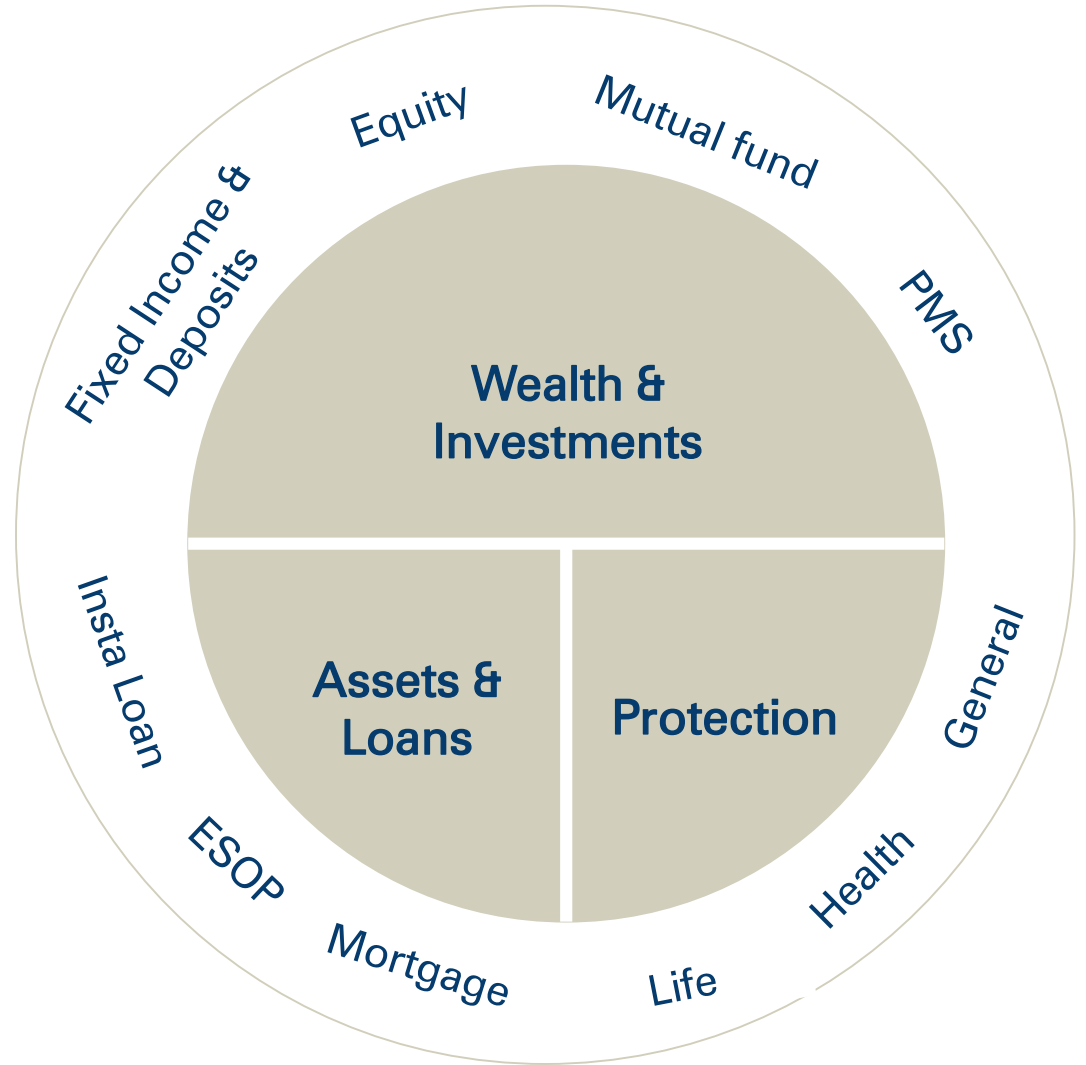 Equity
Mutual fund
Fixed Income &
Deposits
PMS
Wealth &
Investments
Insta Loan
General
Assets &
Loans
Protection
ESOP
Health
Mortgage
Life